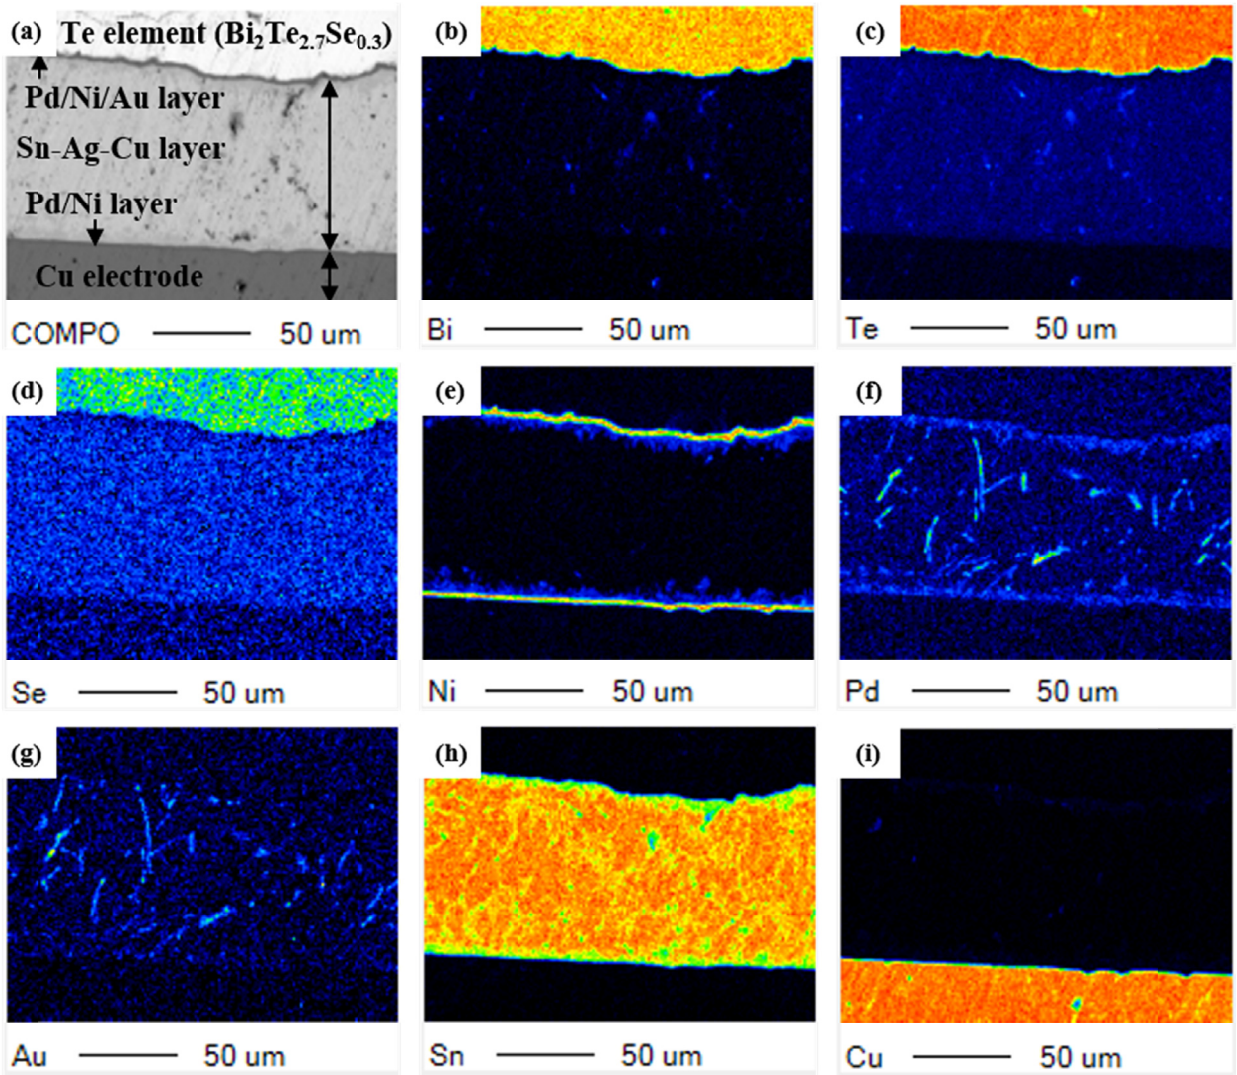 (a) Te element (Bi2Te2.7Se0.3)
Pd/Ni/Au layer
Sn-Ag-Cu layer
Pd/Ni layer
Cu electrode
COMPO 50 um
(b)
Bi 50 um
(c)
Te 50 um
(d)
Se 50 um
(e)
Ni 50 um
(f)
Pd 50 um
(g)
Au 50 um
(h)
Sn 50 um
(i)
Cu 50 um